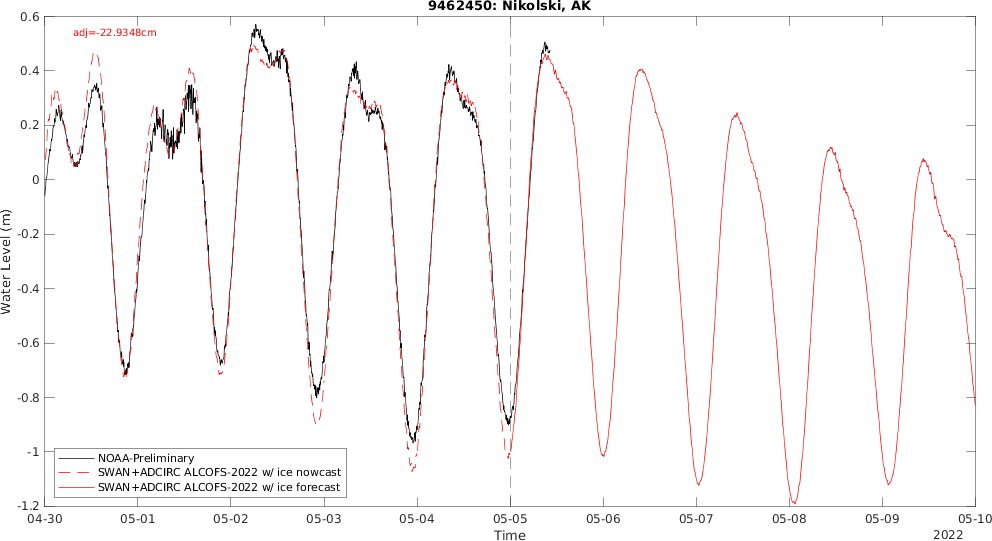 9462450: Nikolski, AK
adj=-22.9348cm
0.6
0.4
0.2
0
-0.2
-0.4
-0.6
-0.8
-1
-1.2
Water Level (m)
NOAA-Preliminary
SWAN+ADCIRC ALCOFS-2022 w/ ice nowcast
SWAN+ADCIRC ALCOFS-2022 w/ ice forecast
04-30 05-01 05-02 05-03 05-04 05-05 05-06 05-07 05-08 05-09 05-10
Time
2022